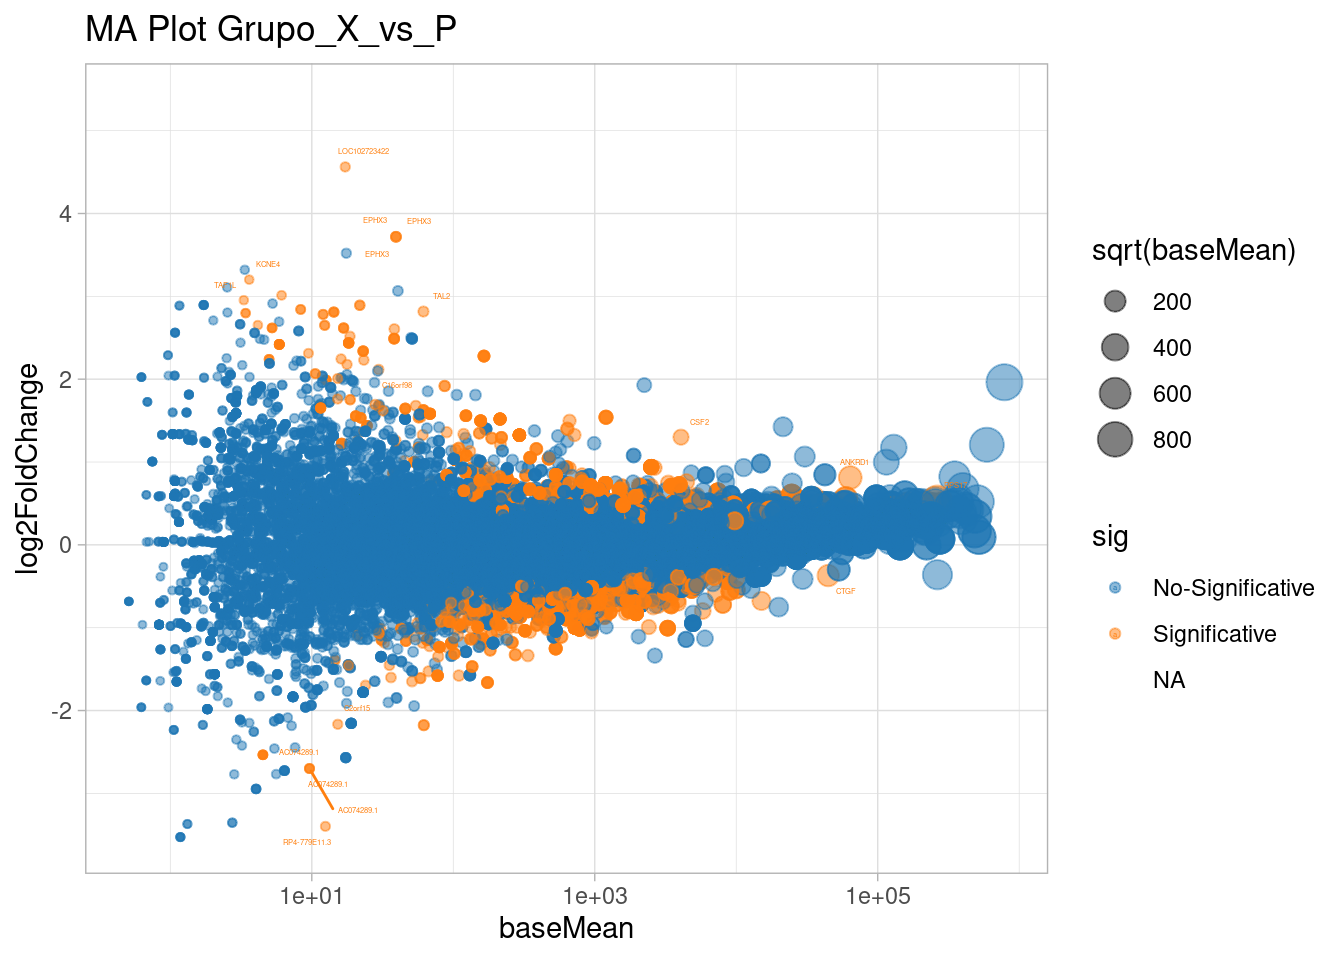 MA Plot Grupo_X_vs_P
LOC102723422
EPHX3 EPHX3
EPHX3
KCNE4
TAL2
C16orf98
CSF2
ANKRD1
CTGF
C2orf15
AC074289.1
AC074289.1
AC074289.1
RP4-779E11.3
4
2
0
-2
log2FoldChange
1e+01 1e+03 1e+05
baseMean
sqrt(baseMean)
200
400
600
800
sig
No-Significative
Significative
NA